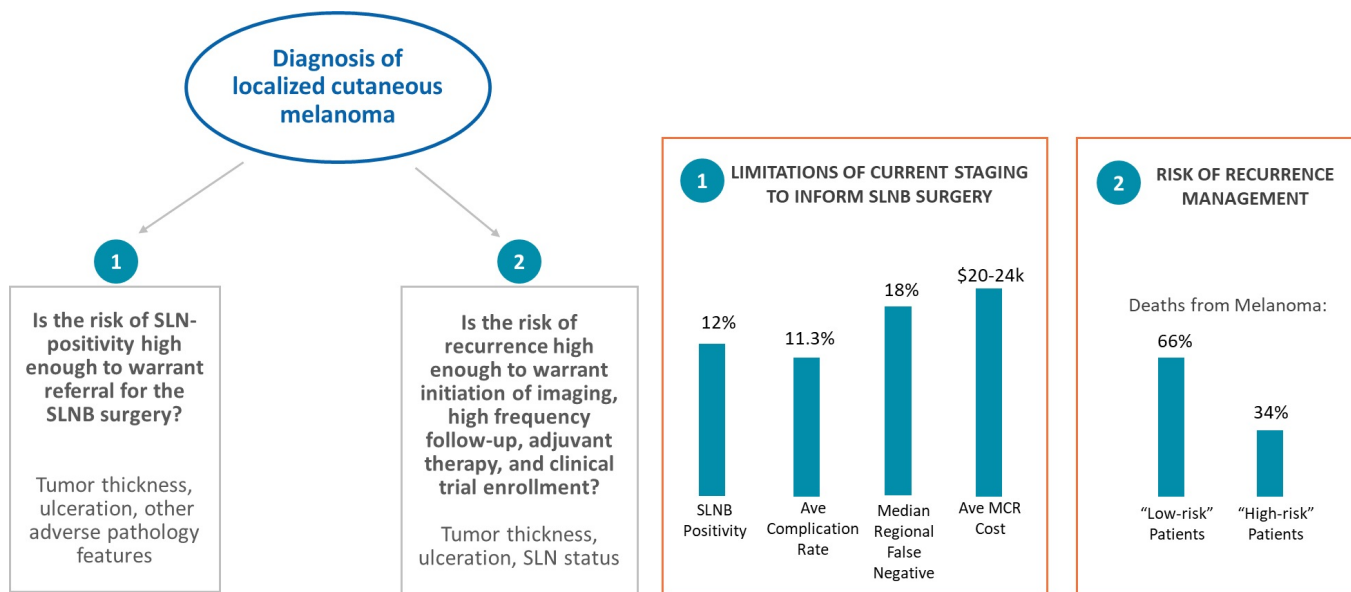 Diagnosis of
localized cutaneous
melanoma
1
Is the risk of SLN-
positivity high
enough to warrant
referral for the
SLNB surgery?
Tumor thickness,
ulceration, other
adverse pathology
features
2
Is the risk of
recurrence high
enough to warrant
initiation of imaging,
high frequency
follow-up, adjuvant
therapy, and clinical
trial enrollment?
Tumor thickness,
ulceration, SLN status
1
LIMITATIONS OF CURRENT STAGING
TO INFORM SLNB SURGERY
12%
11.3%
18%
$20-24k
SLNB
Positivity
Ave
Complication
Rate
Median
Regional
False
Negative
Ave MCR
Cost
2
RISK OF RECURRENCE
MANAGEMENT
Deaths from Melanoma:
66%
34%
“Low-risk”
Patients
“High-risk”
Patients